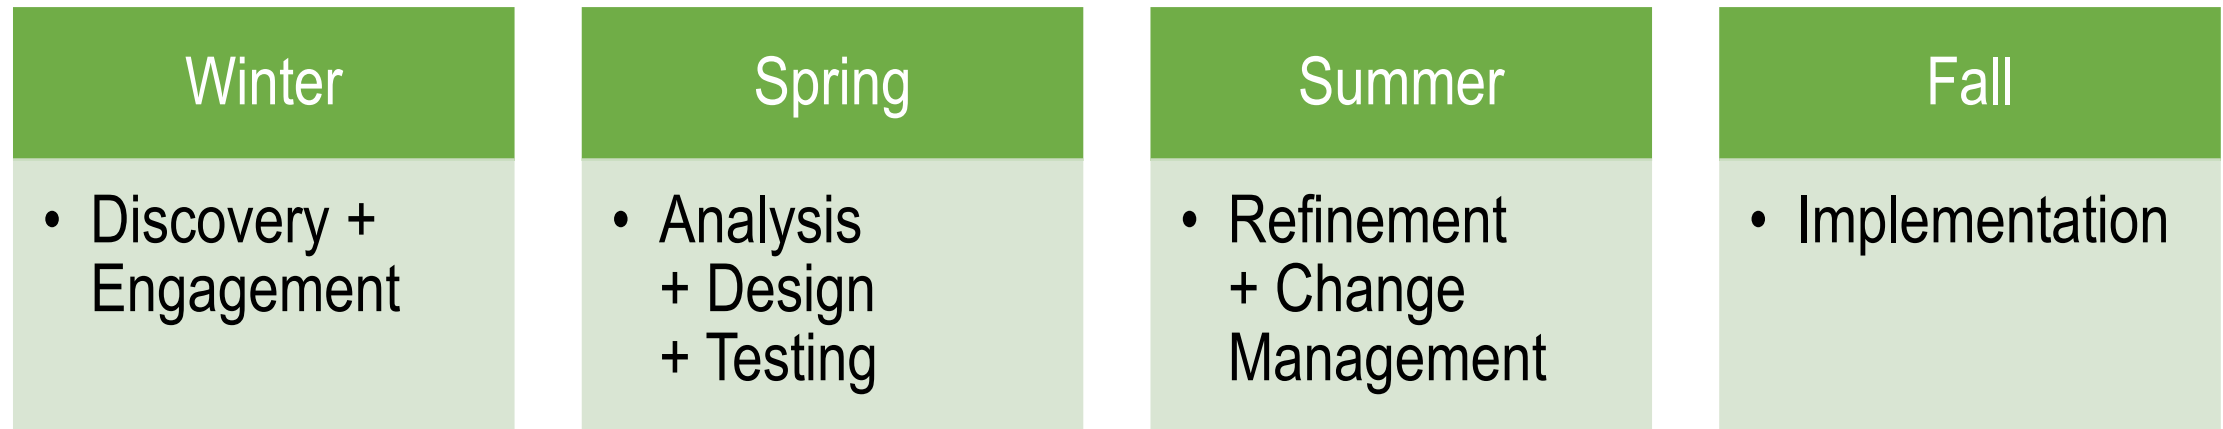 Winter
• Discovery +
Engagement
Spring
• Analysis
+ Design
+ Testing
Summer
• Refinement
+ Change
Management
Fall
• Implementation